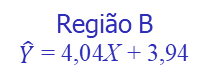 Região B
Ŷ = 4,04X + 3,94